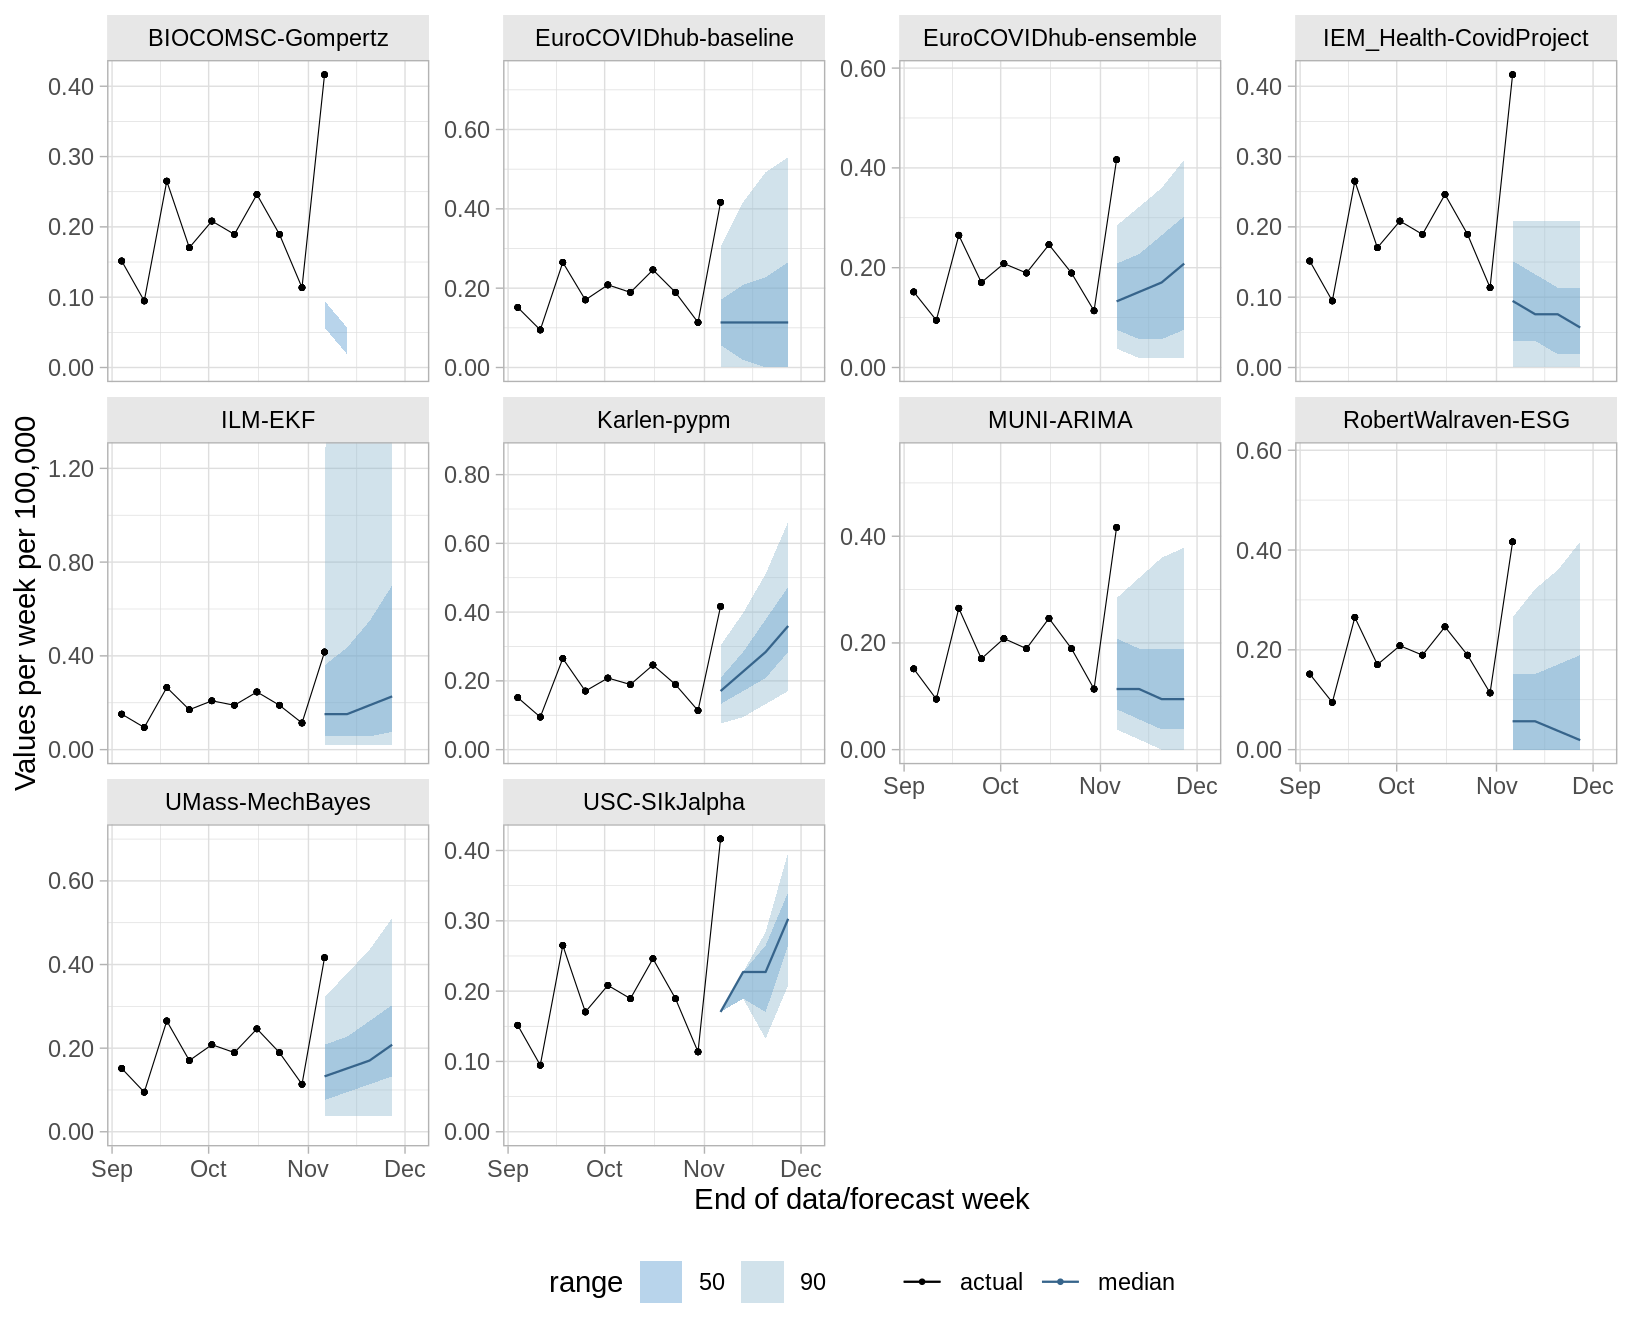 BIOCOMSC-Gompertz EuroCOVIDhub-baseline EuroCOVIDhub-ensemble IEM_Health-CovidProject
0.40 0.30 0.20 0.10 0.00
0.60 0.40 0.20 0.00
0.60 0.40 0.20 0.00
0.40 0.30 0.20 0.10 0.00
Values per week per 100,000
ILM-EKF Karlen-pypm MUNI-ARIMA RobertWalraven-ESG
1.20 0.80 0.40 0.00
0.80 0.60 0.40 0.20 0.00
0.40 0.20 0.00
0.60 0.40 0.20 0.00
Sep Oct Nov Dec Sep Oct Nov Dec
UMass-MechBayes USC-SIkJalpha
0.60 0.40 0.20 0.00
0.40 0.30 0.20 0.10 0.00
Sep Oct Nov Dec Sep Oct Nov Dec
End of data/forecast week
range 50 90 actual median